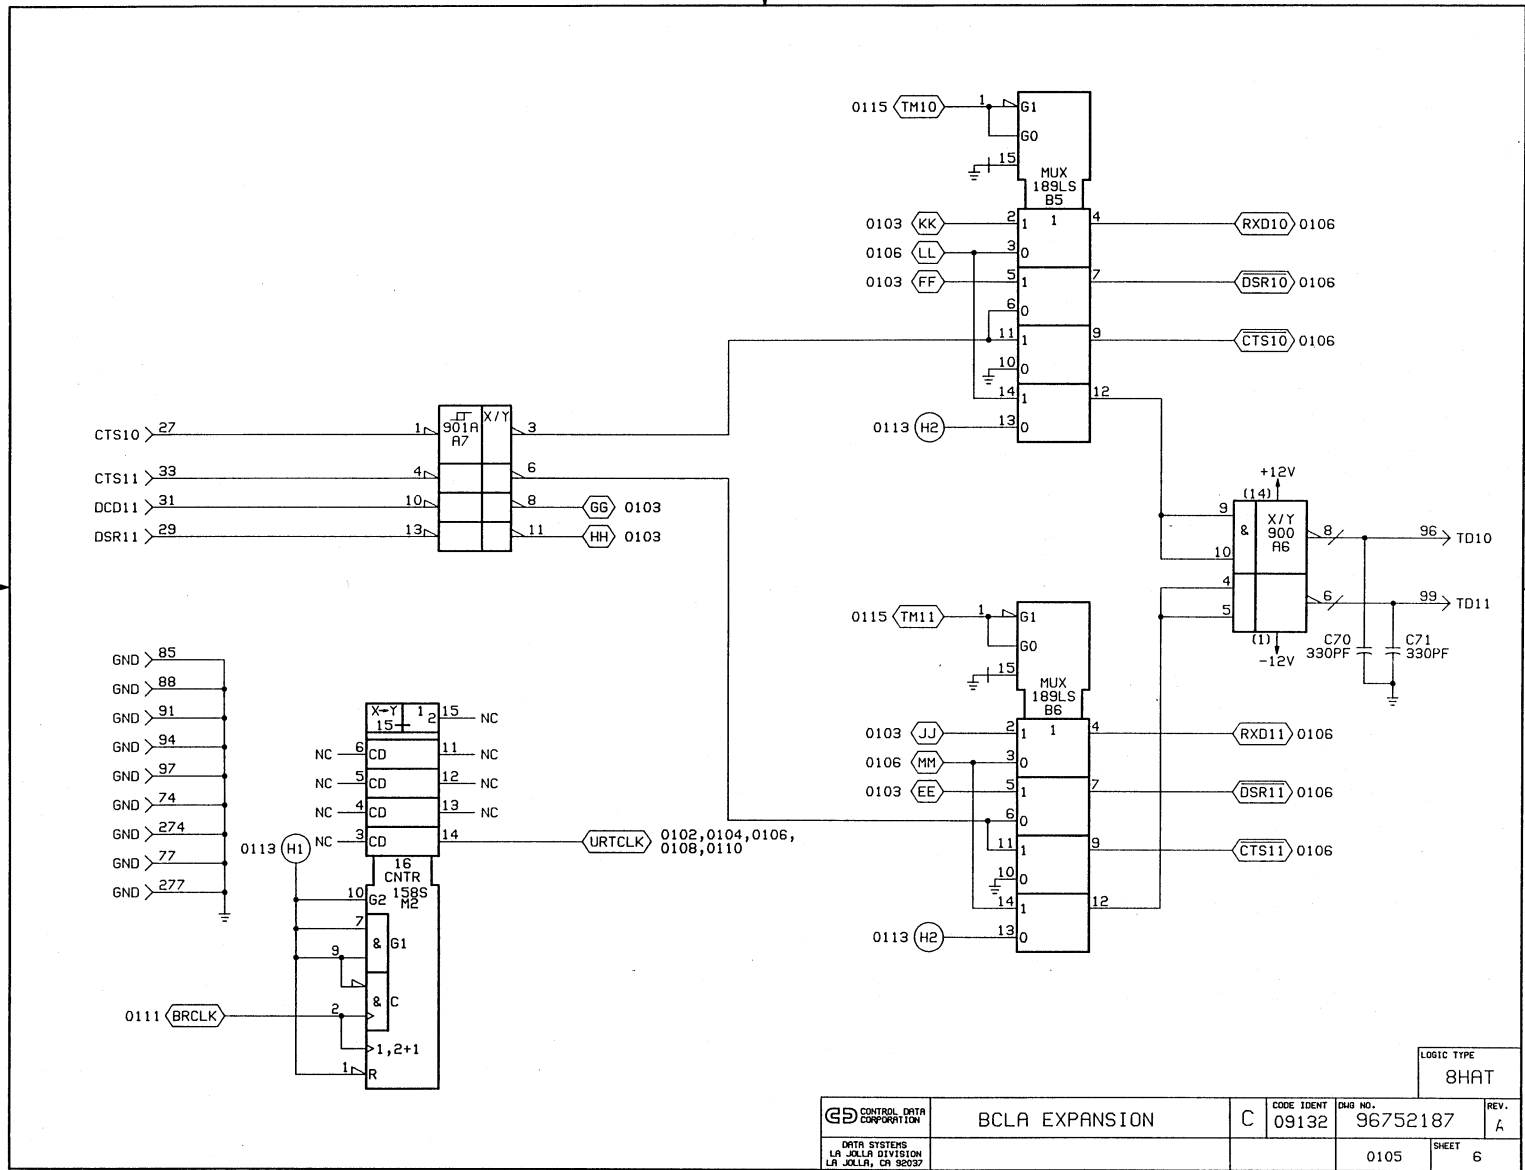 0115 TM10 1 G1
G0
15
MUX
189LS
B5
0103 KK 2 1 1 4 RXD10 0106
0106 LL 3 0
0103 FF 5 1 7 DSR10 0106
6 0
11 1 9 CTS10 0106
10 0
14 1 12
0113 H2 13 0
CTS10 27 1 901A A7 X/Y 3
CTS11 33 4 6
DCD11 31 10 8 GG 0103
DSR11 29 13 11 HH 0103
+12V
(14)
9 & X/Y 900 A6 8 96 TD10
10
4 6 99 TD11
5
(1)
-12V
C70
330PF
C71
330PF
0115 TM11 1 G1
G0
15
MUX
189LS
B6
0103 JJ 2 1 1 4 RXD11 0106
0106 MM 3 0
0103 EE 5 1 7 DSR11 0106
6 0
11 1 9 CTS11 0106
10 0
14 1 12
0113 H2 13 0
GND 85
GND 88
GND 91
GND 94
GND 97
GND 74
GND 274
GND 77
GND 277
X→Y 1 2 15 NC
15
NC 6 CD 11 NC
NC 5 CD 12 NC
NC 4 CD 13 NC
NC 3 CD 14 URTCLK 0102,0104,0106,
0108,0110
0113 H1
16
CNTR
158S
M2
10 G2
7
& G1
9
& C
0111 BRCLK 2
1,2+1
1 R
LOGIC TYPE
8HAT
CONTROL DATA
CORPORATION
BCLA EXPANSION
C
CODE IDENT
09132
DWG NO.
96752187
REV.
A
DATA SYSTEMS
LA JOLLA DIVISION
LA JOLLA, CA 92037
0105
SHEET 6